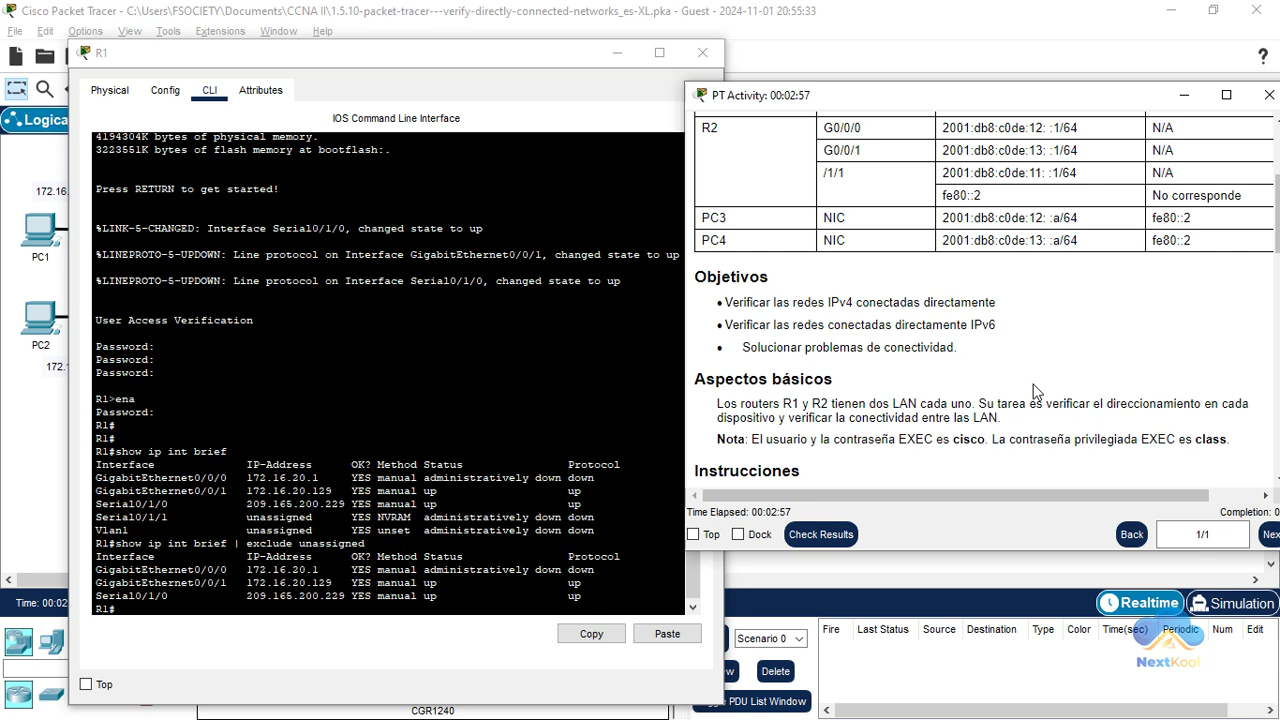 Cisco Packet Tracer - C:\Users\FSOCIETY\Documents\CCNA II\1.5.10-packet-tracer---verify-directly-connected-networks_es-XL.pka - Guest - 2024-11-01 20:55:33
File Edit Options View Tools Extensions Window Help
R1
Physical Config CLI Attributes
IOS Command Line Interface
4194304K bytes of physical memory.
3223551K bytes of flash memory at bootflash:.
Press RETURN to get started!
%LINK-5-CHANGED: Interface Serial0/1/0, changed state to up
%LINEPROTO-5-UPDOWN: Line protocol on Interface GigabitEthernet0/0/1, changed state to up
%LINEPROTO-5-UPDOWN: Line protocol on Interface Serial0/1/0, changed state to up
User Access Verification
Password:
Password:
Password:
R1>ena
Password:
R1#
R1#
R1#show ip int brief
Interface IP-Address OK? Method Status Protocol
GigabitEthernet0/0/0 172.16.20.1 YES manual administratively down down
GigabitEthernet0/0/1 172.16.20.129 YES manual up up
Serial0/1/0 209.165.200.229 YES manual up up
Serial0/1/1 unassigned YES NVRAM administratively down down
Vlan1 unassigned YES unset administratively down down
R1#show ip int brief | exclude unassigned
Interface IP-Address OK? Method Status Protocol
GigabitEthernet0/0/0 172.16.20.1 YES manual administratively down down
GigabitEthernet0/0/1 172.16.20.129 YES manual up up
Serial0/1/0 209.165.200.229 YES manual up up
R1#
Copy Paste
Top
Logica
172.16
PC1
PC2
172.1
Time: 00:02
PT Activity: 00:02:57
R2 G0/0/0 2001:db8:c0de:12: :1/64 N/A
G0/0/1 2001:db8:c0de:13: :1/64 N/A
/1/1 2001:db8:c0de:11: :1/64 N/A
fe80::2 No corresponde
PC3 NIC 2001:db8:c0de:12: :a/64 fe80::2
PC4 NIC 2001:db8:c0de:13: :a/64 fe80::2
Objetivos
• Verificar las redes IPv4 conectadas directamente
• Verificar las redes conectadas directamente IPv6
• Solucionar problemas de conectividad.
Aspectos básicos
Los routers R1 y R2 tienen dos LAN cada uno. Su tarea es verificar el direccionamiento en cada
dispositivo y verificar la conectividad entre las LAN.
Nota: El usuario y la contraseña EXEC es cisco. La contraseña privilegiada EXEC es class.
Instrucciones
Time Elapsed: 00:02:57 Completion: 0
Top Dock Check Results Back 1/1 Nex
Realtime Simulation
Scenario 0
Fire Last Status Source Destination Type Color Time(sec) Periodic Num Edit
Delete
PDU List Window
NextKool
CGR1240